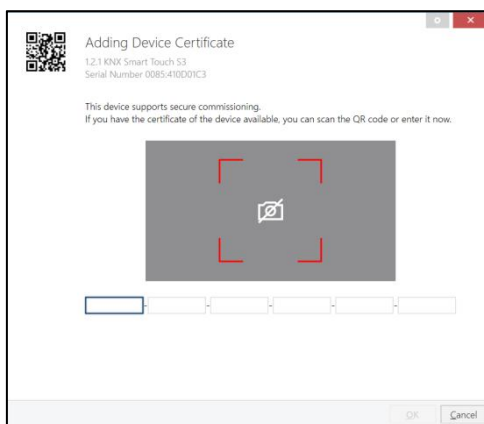 Adding Device Certificate
1.2.1 KNX Smart Touch S3
Serial Number 0085:410D01C3
This device supports secure commissioning.
If you have the certificate of the device available, you can scan the QR code or enter it now.
- - - - -
OK Cancel